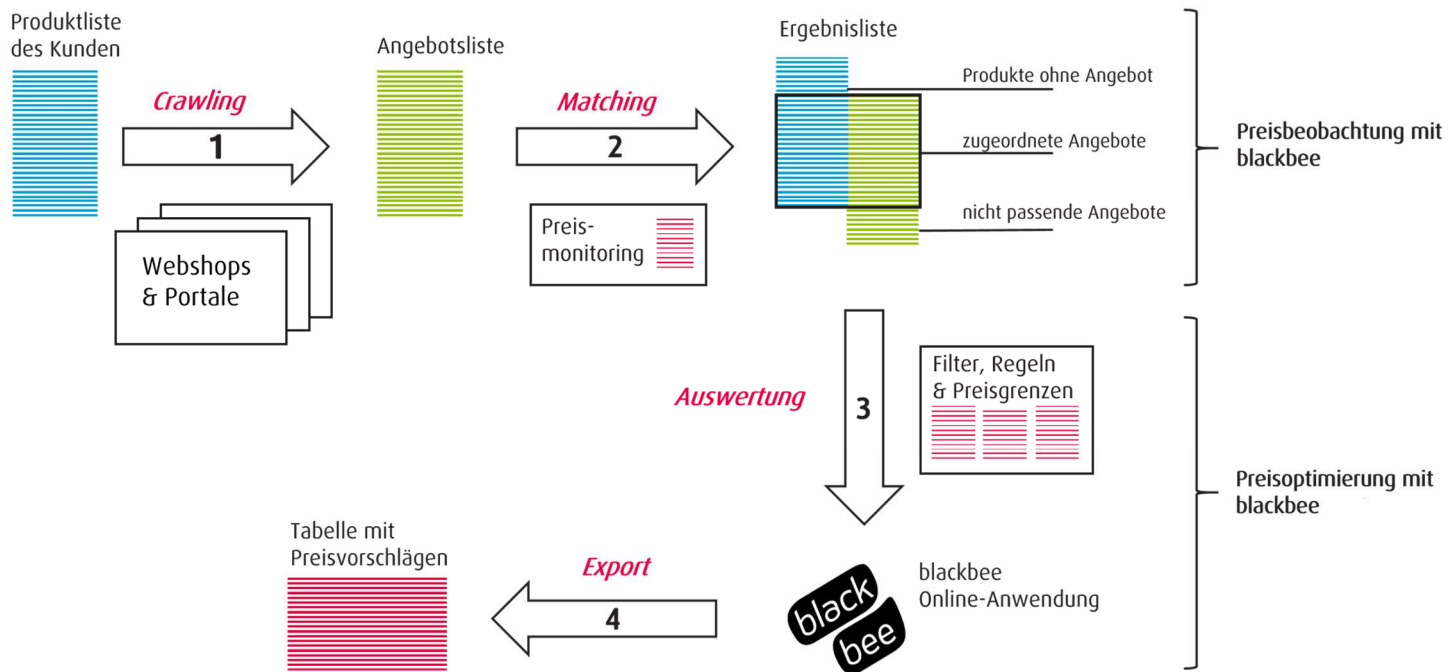 Produktliste
des Kunden
Crawling
1
Webshops
& Portale
Angebotsliste
Matching
2
Preis-
monitoring
Ergebnisliste
Produkte ohne Angebot
zugeordnete Angebote
nicht passende Angebote
Preisbeobachtung mit
blackbee
Auswertung
3
Filter, Regeln
& Preisgrenzen
Preisoptimierung mit
blackbee
black
bee
blackbee
Online-Anwendung
Export
4
Tabelle mit
Preisvorschlägen